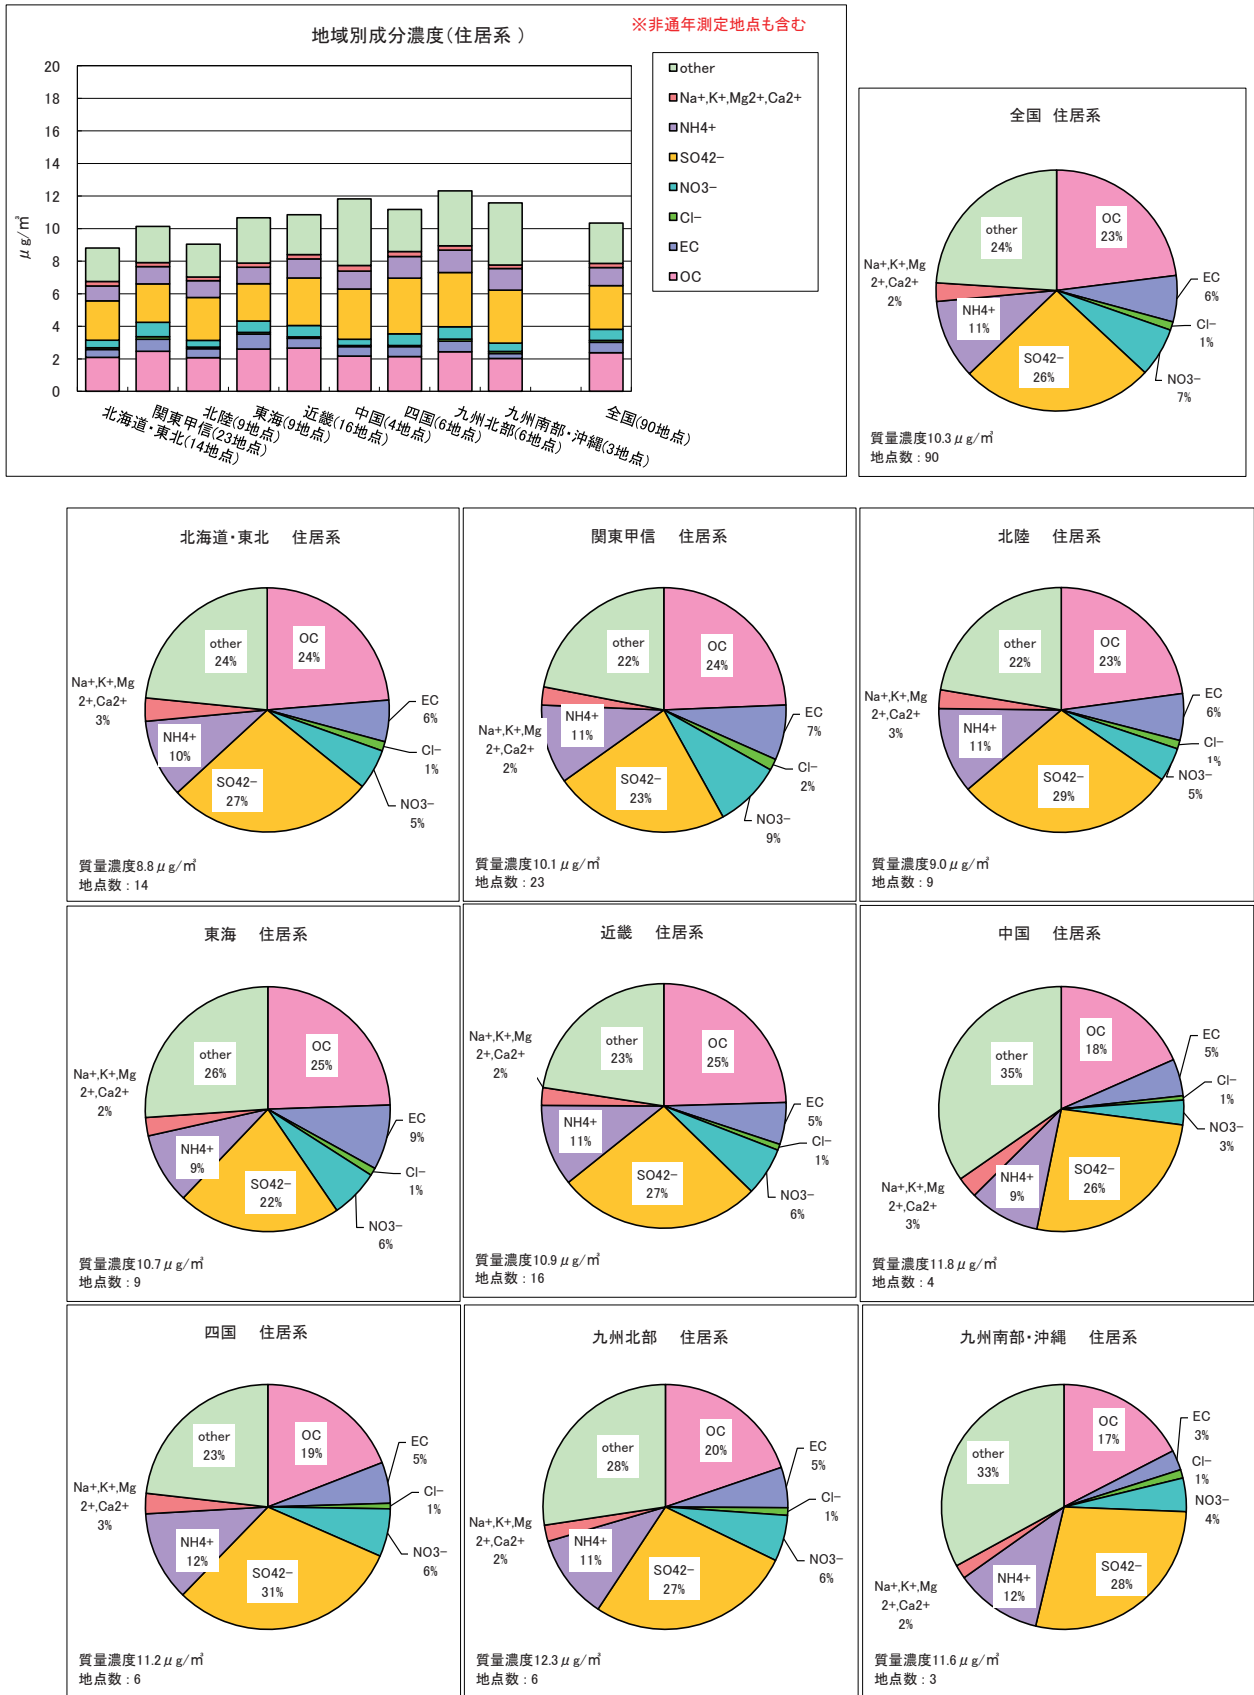 地域別成分濃度(住居系 )
※非通年測定地点も含む
μg/㎥
20
18
16
14
12
10
8
6
4
2
0
北海道・東北(14地点)
関東甲信(23地点)
北陸(9地点)
東海(9地点)
近畿(16地点)
中国(4地点)
四国(6地点)
九州北部(6地点)
九州南部・沖縄(3地点)
全国(90地点)
other
Na+,K+,Mg2+,Ca2+
NH4+
SO42-
NO3-
Cl-
EC
OC
全国 住居系
OC
23%
EC
6%
Cl-
1%
NO3-
7%
SO42-
26%
NH4+
11%
Na+,K+,Mg
2+,Ca2+
2%
other
24%
質量濃度10.3μg/㎥
地点数:90
北海道・東北 住居系
OC
24%
EC
6%
Cl-
1%
NO3-
5%
SO42-
27%
NH4+
10%
Na+,K+,Mg
2+,Ca2+
3%
other
24%
質量濃度8.8μg/㎥
地点数:14
関東甲信 住居系
OC
24%
EC
7%
Cl-
2%
NO3-
9%
SO42-
23%
NH4+
11%
Na+,K+,Mg
2+,Ca2+
2%
other
22%
質量濃度10.1μg/㎥
地点数:23
北陸 住居系
OC
23%
EC
6%
Cl-
1%
NO3-
5%
SO42-
29%
NH4+
11%
Na+,K+,Mg
2+,Ca2+
3%
other
22%
質量濃度9.0μg/㎥
地点数:9
東海 住居系
OC
25%
EC
9%
Cl-
1%
NO3-
6%
SO42-
22%
NH4+
9%
Na+,K+,Mg
2+,Ca2+
2%
other
26%
質量濃度10.7μg/㎥
地点数:9
近畿 住居系
OC
25%
EC
5%
Cl-
1%
NO3-
6%
SO42-
27%
NH4+
11%
Na+,K+,Mg
2+,Ca2+
2%
other
23%
質量濃度10.9μg/㎥
地点数:16
中国 住居系
OC
18%
EC
5%
Cl-
1%
NO3-
3%
SO42-
26%
NH4+
9%
Na+,K+,Mg
2+,Ca2+
3%
other
35%
質量濃度11.8μg/㎥
地点数:4
四国 住居系
OC
19%
EC
5%
Cl-
1%
NO3-
6%
SO42-
31%
NH4+
12%
Na+,K+,Mg
2+,Ca2+
3%
other
23%
質量濃度11.2μg/㎥
地点数:6
九州北部 住居系
OC
20%
EC
5%
Cl-
1%
NO3-
6%
SO42-
27%
NH4+
11%
Na+,K+,Mg
2+,Ca2+
2%
other
28%
質量濃度12.3μg/㎥
地点数:6
九州南部・沖縄 住居系
OC
17%
EC
3%
Cl-
1%
NO3-
4%
SO42-
28%
NH4+
12%
Na+,K+,Mg
2+,Ca2+
2%
other
33%
質量濃度11.6μg/㎥
地点数:3